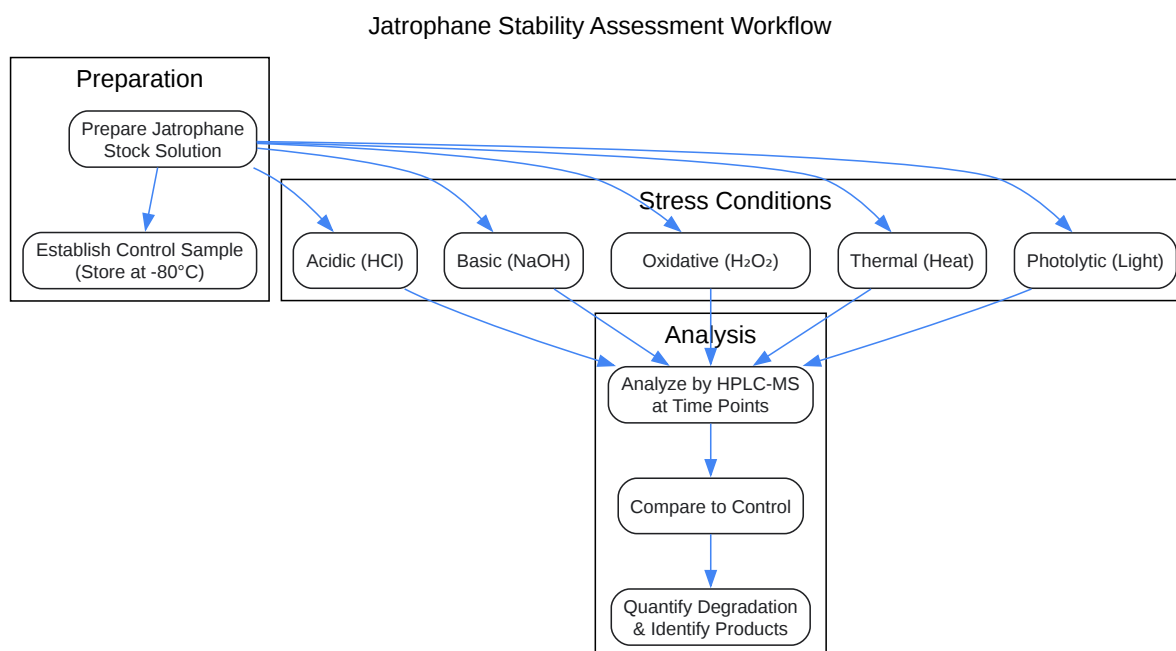 Jatrophane Stability Assessment Workflow
Preparation
Prepare Jatrophane
Stock Solution
Establish Control Sample
(Store at -80°C)
Stress Conditions
Acidic (HCl)
Basic (NaOH)
Oxidative (H₂O₂)
Thermal (Heat)
Photolytic (Light)
Analysis
Analyze by HPLC-MS
at Time Points
Compare to Control
Quantify Degradation
& Identify Products